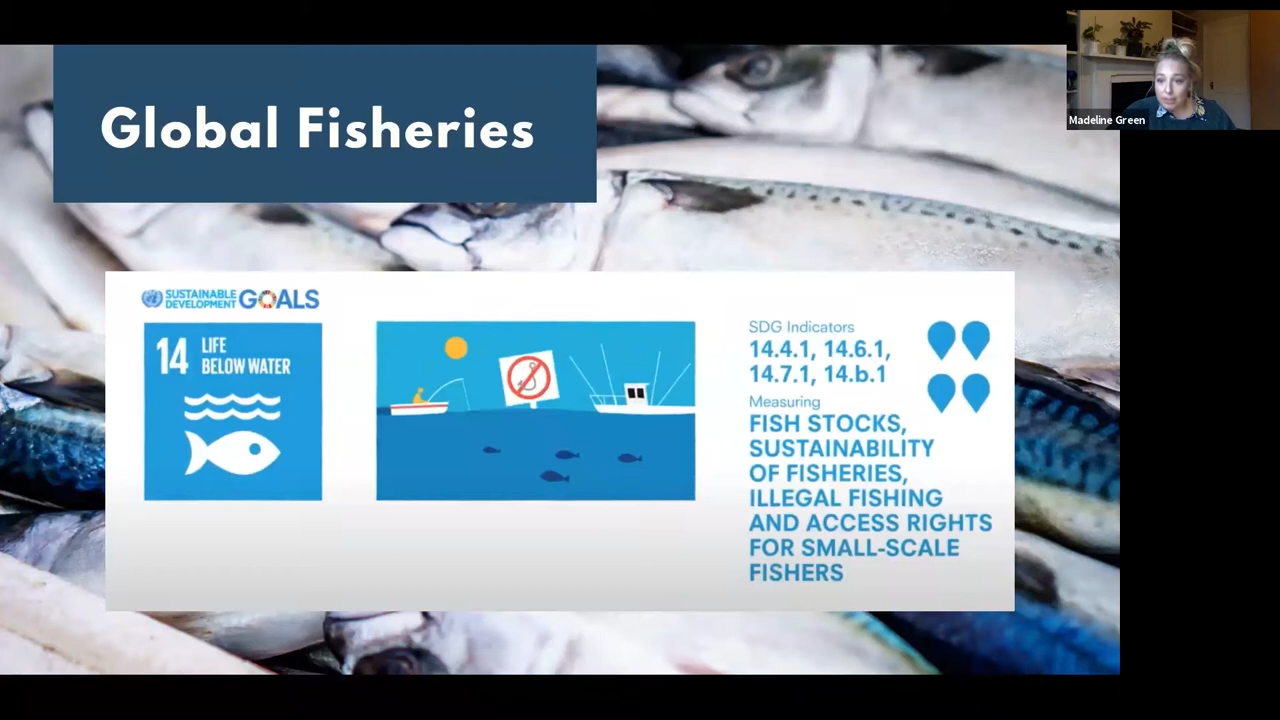 Global Fisheries
Madeline Green
SUSTAINABLE
DEVELOPMENT GOALS
14 LIFE
BELOW WATER
SDG Indicators
14.4.1, 14.6.1,
14.7.1, 14.b.1
Measuring
FISH STOCKS,
SUSTAINABILITY
OF FISHERIES,
ILLEGAL FISHING
AND ACCESS RIGHTS
FOR SMALL-SCALE
FISHERS